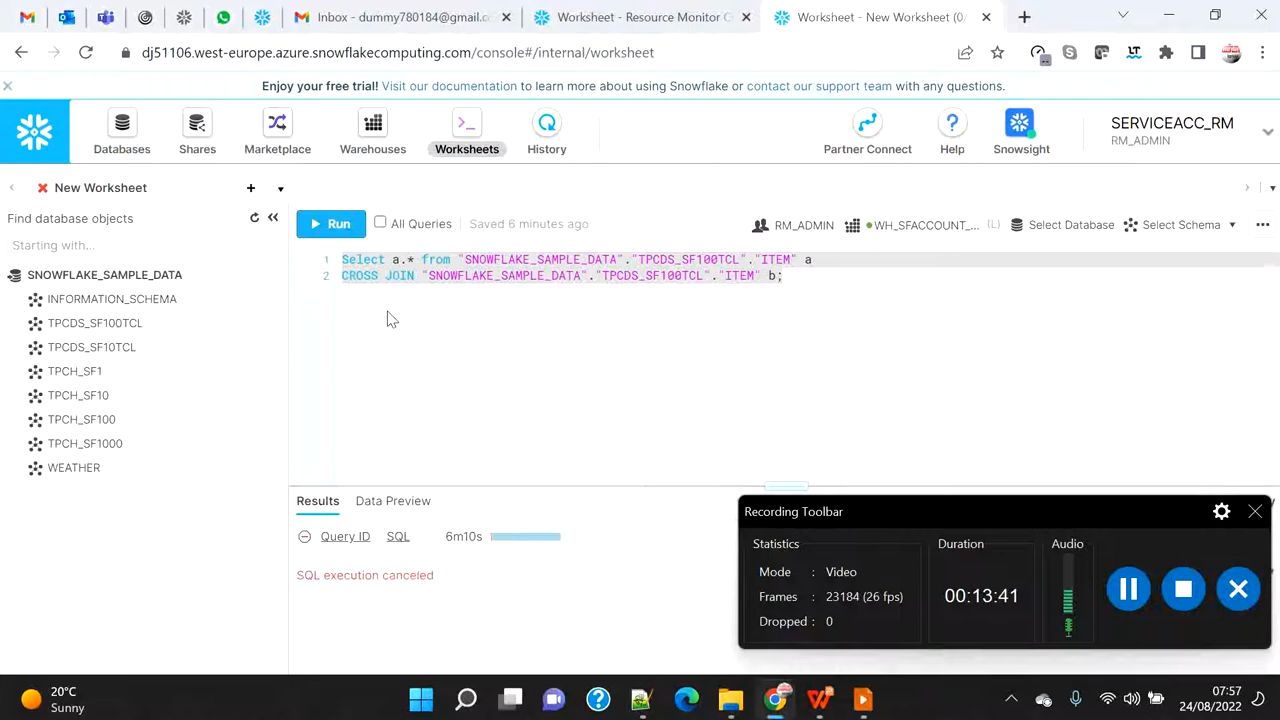 Inbox - dummy780184@gmail.c
Worksheet - Resource Monitor C
Worksheet - New Worksheet (0/
dj51106.west-europe.azure.snowflakecomputing.com/console#/internal/worksheet
Enjoy your free trial! Visit our documentation to learn more about using Snowflake or contact our support team with any questions.
Databases
Shares
Marketplace
Warehouses
Worksheets
History
Partner Connect
Help
Snowsight
SERVICEACC_RM
RM_ADMIN
New Worksheet
Find database objects
Starting with...
SNOWFLAKE_SAMPLE_DATA
INFORMATION_SCHEMA
TPCDS_SF100TCL
TPCDS_SF10TCL
TPCH_SF1
TPCH_SF10
TPCH_SF100
TPCH_SF1000
WEATHER
Run
All Queries
Saved 6 minutes ago
RM_ADMIN
WH_SFACCOUNT_... (L)
Select Database
Select Schema
1 Select a.* from "SNOWFLAKE_SAMPLE_DATA"."TPCDS_SF100TCL"."ITEM" a
2 CROSS JOIN "SNOWFLAKE_SAMPLE_DATA"."TPCDS_SF100TCL"."ITEM" b;
Results
Data Preview
Query ID SQL 6m10s
SQL execution canceled
Recording Toolbar
Statistics
Mode : Video
Frames : 23184 (26 fps)
Dropped : 0
Duration
00:13:41
Audio
20°C
Sunny
07:57
24/08/2022